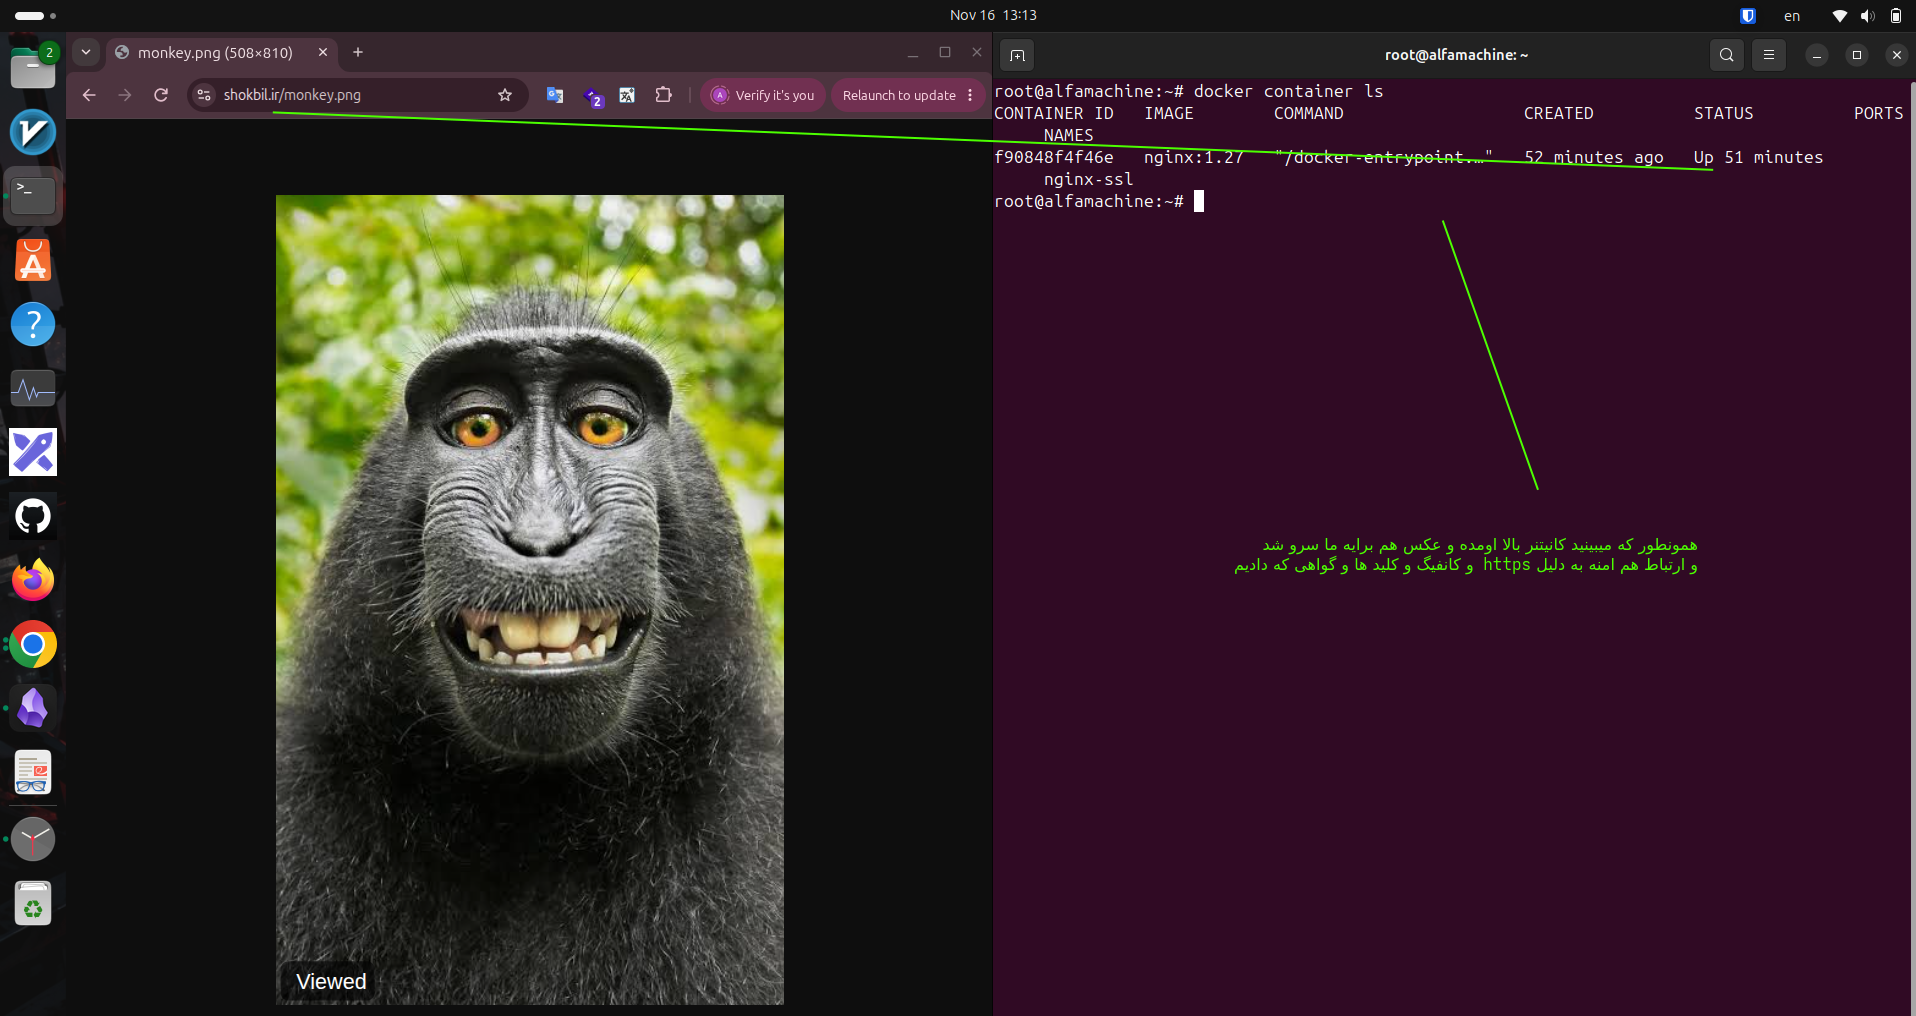 Nov 16 13:13
en
2
monkey.png (508×810)
shokbil.ir/monkey.png
2
A
Verify it's you
Relaunch to update
Viewed
root@alfamachine: ~
root@alfamachine:~# docker container ls
CONTAINER ID IMAGE COMMAND CREATED STATUS PORTS
NAMES
f90848f4f46e nginx:1.27 "/docker-entrypoint.…" 52 minutes ago Up 51 minutes
nginx-ssl
root@alfamachine:~#
همونطور که میبینید کانیتنر بالا اومده و عکس هم برایه ما سرو شد
و ارتباط هم امنه به دلیل https و کانفیگ و کلید ها و گواهی که دادیم